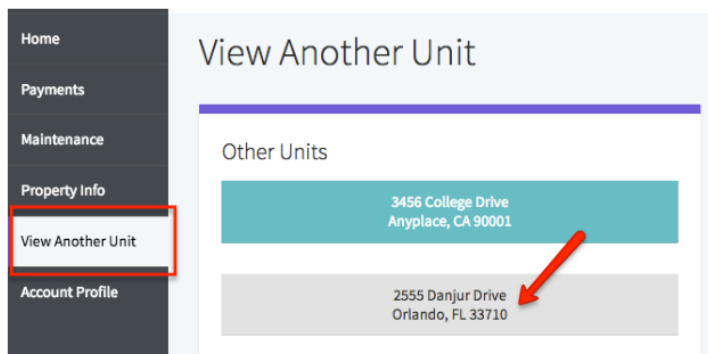 Home
Payments
Maintenance
Property Info
View Another Unit
Account Profile
View Another Unit
Other Units
3456 College Drive
Anyplace, CA 90001
2555 Danjur Drive
Orlando, FL 33710